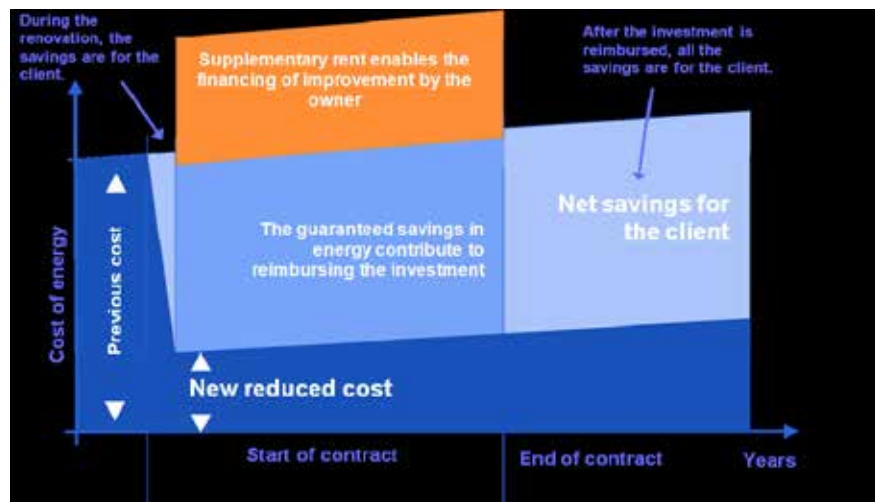 During the
renovation, the
savings are for the
client.
Supplementary rent enables the
financing of improvement by the
owner
After the investment is
reimbursed, all the
savings are for the client.
Cost of energy
Previous cost
The guaranteed savings in
energy contribute to
reimbursing the investment
Net savings for
the client
New reduced cost
Start of contract
End of contract
Years